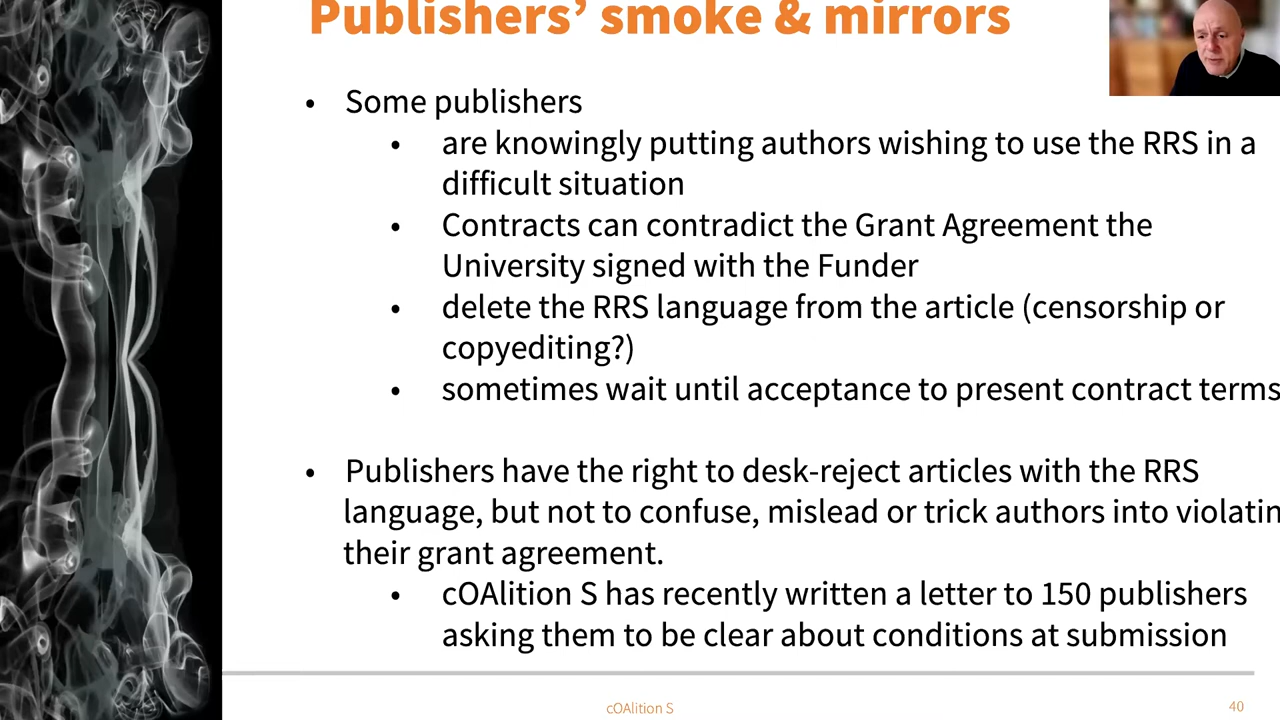 Publishers’ smoke & mirrors
• Some publishers
• are knowingly putting authors wishing to use the RRS in a
difficult situation
• Contracts can contradict the Grant Agreement the
University signed with the Funder
• delete the RRS language from the article (censorship or
copyediting?)
• sometimes wait until acceptance to present contract terms
• Publishers have the right to desk-reject articles with the RRS
language, but not to confuse, mislead or trick authors into violatin
their grant agreement.
• cOAlition S has recently written a letter to 150 publishers
asking them to be clear about conditions at submission
cOAlition S
40